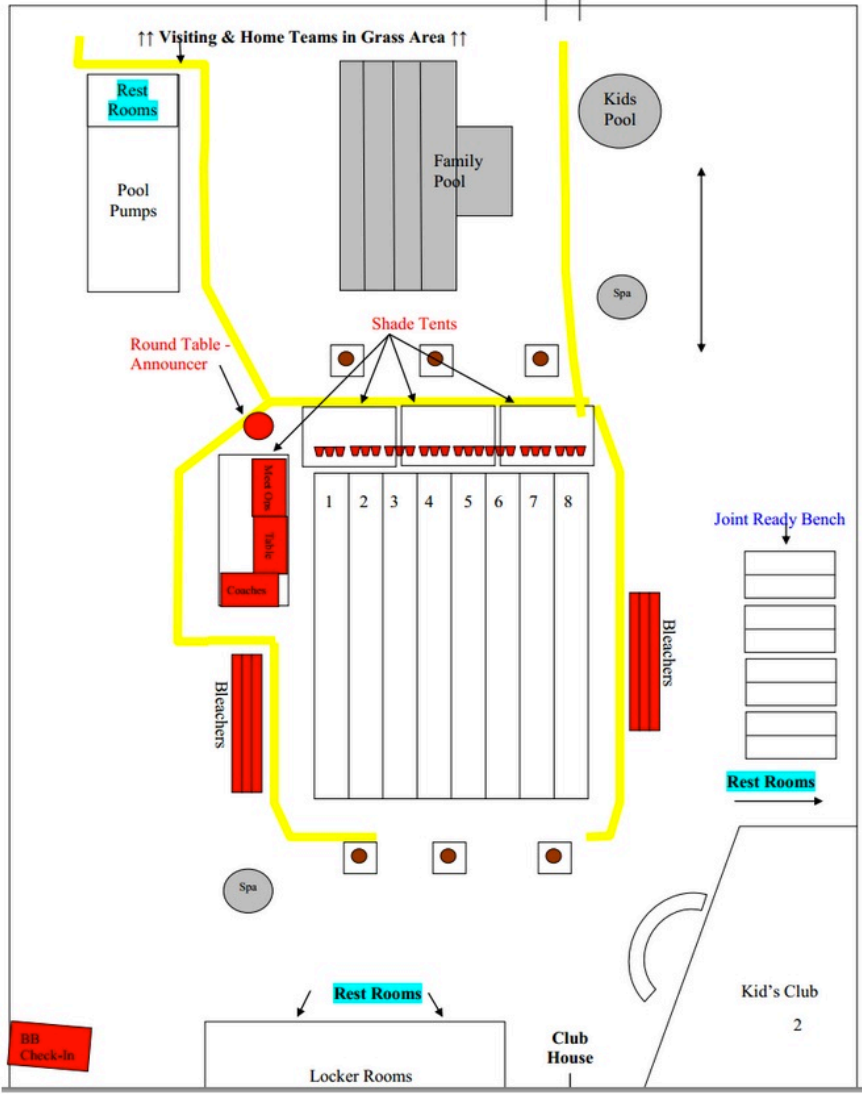 ↑↑ Visiting & Home Teams in Grass Area ↑↑
Rest
Rooms
Kids
Pool
Family
Pool
Pool
Pumps
Spa
Shade Tents
Round Table -
Announcer
Meet Ops
Table
Coaches
1 2 3 4 5 6 7 8
Joint Ready Bench
Bleachers
Bleachers
Rest Rooms
Spa
Rest Rooms
Kid's Club
2
BB
Check-In
Club
House
Locker Rooms